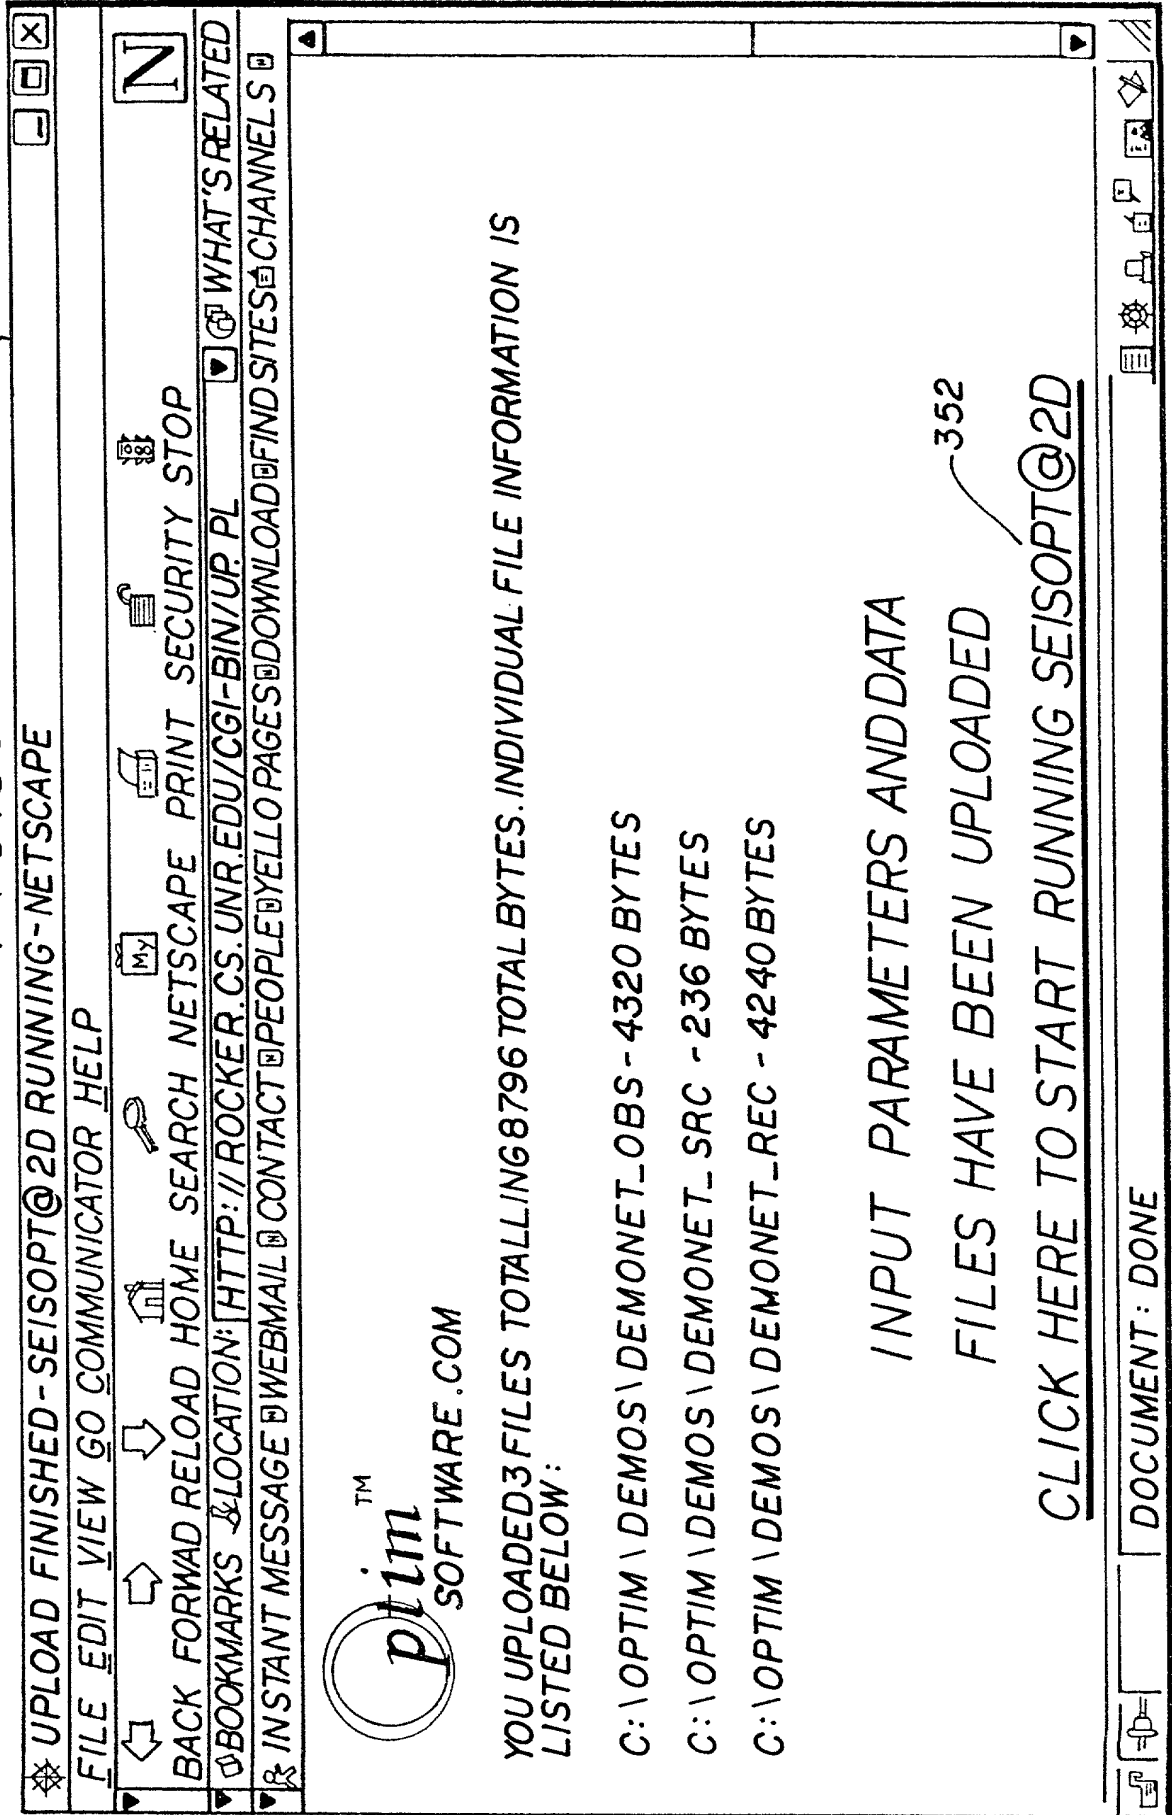 UPLOAD FINISHED-SEISOPT@2D RUNNING-NETSCAPE
FILE EDIT VIEW GO COMMUNICATOR HELP
N
My
BACK FORWAD RELOAD HOME SEARCH NETSCAPE PRINT SECURITY STOP
BOOKMARKS & LOCATION: HTTP://ROCKER.CS.UNR.EDU/CGI-BIN/UP.PL WHAT'S RELATED
INSTANT MESSAGE WEBMAIL CONTACT PEOPLE YELLO PAGES DOWNLOAD FIND SITES CHANNELS
Optim™
SOFTWARE.COM
YOU UPLOADED 3 FILES TOTALLING 8796 TOTAL BYTES. INDIVIDUAL FILE INFORMATION IS
LISTED BELOW:
C:\OPTIM\DEMOS\DEMONET_OBS-4320 BYTES
C:\OPTIM\DEMOS\DEMONET_SRC -236 BYTES
C:\OPTIM\DEMOS\DEMONET_REC - 4240 BYTES
INPUT PARAMETERS AND DATA
FILES HAVE BEEN UPLOADED
352
CLICK HERE TO START RUNNING SEISOPT@2D
DOCUMENT: DONE